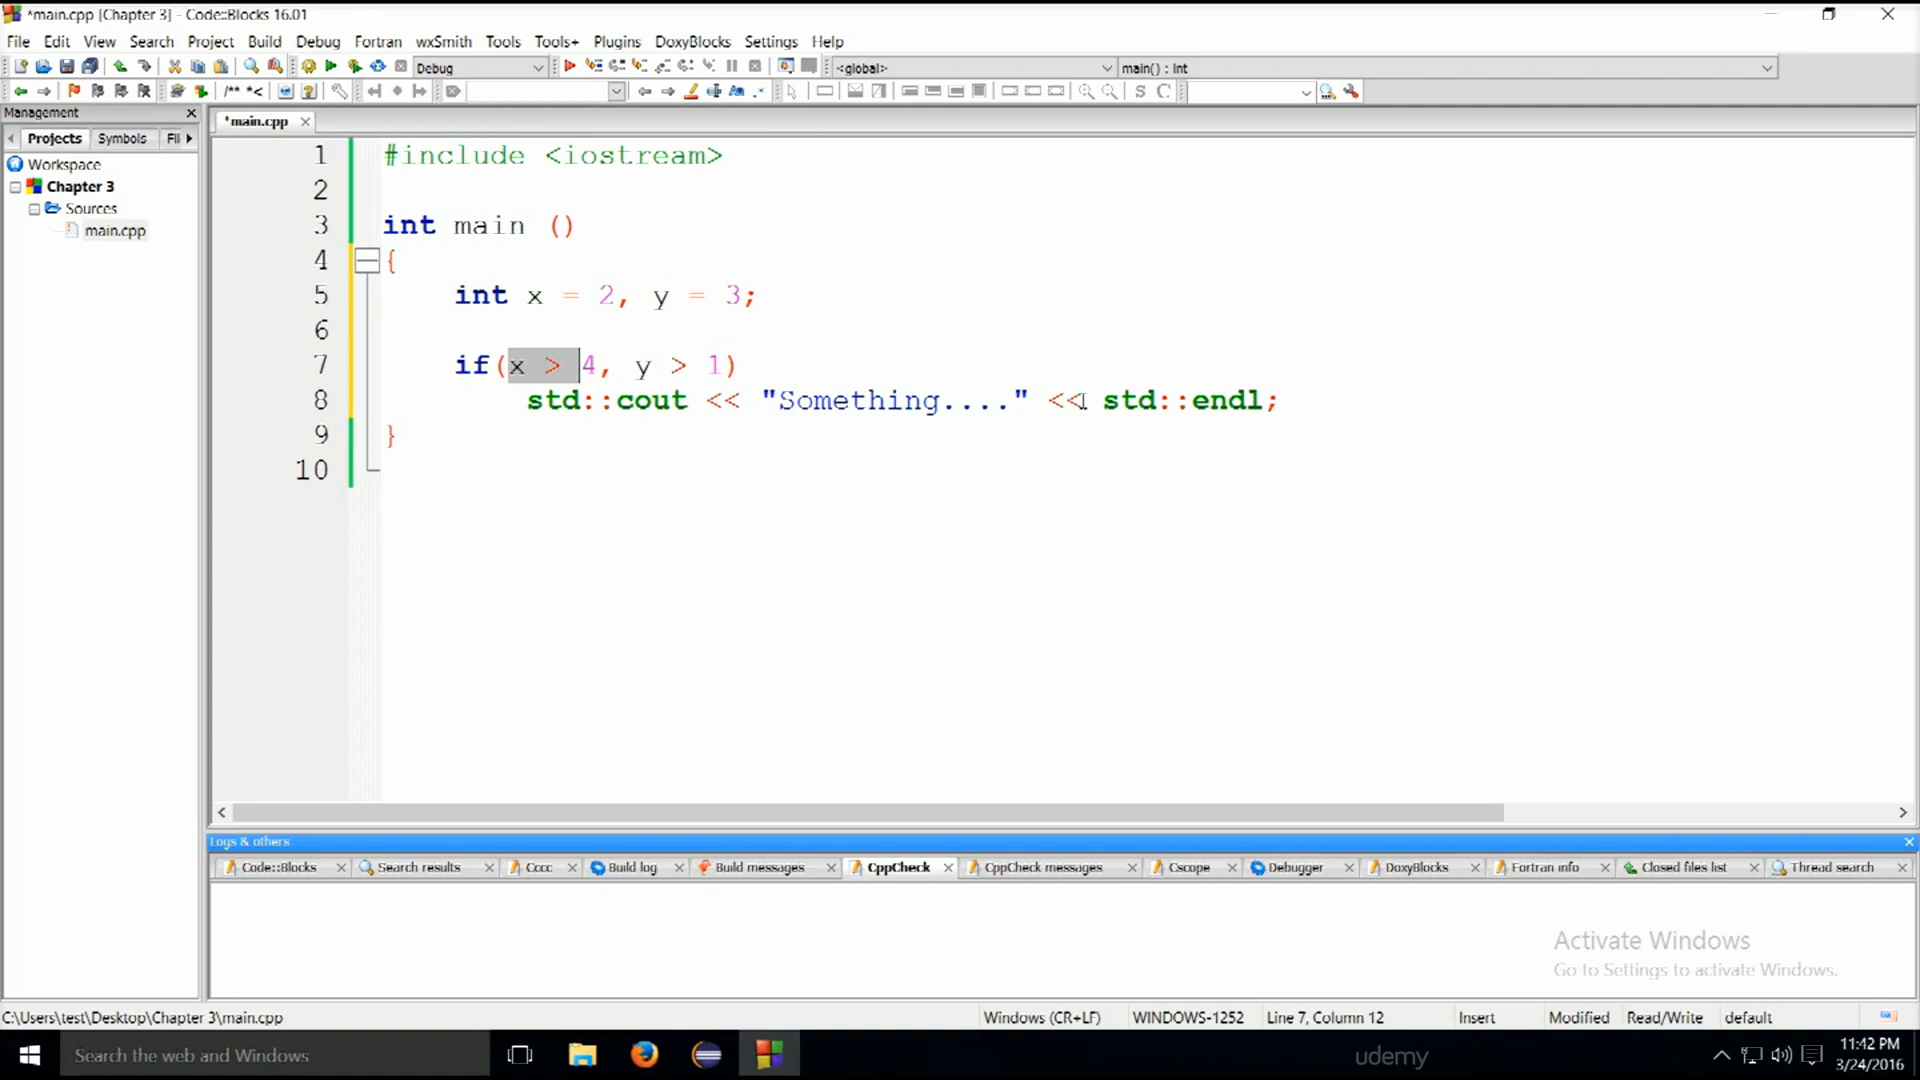 *main.cpp [Chapter 3] - Code::Blocks 16.01
File Edit View Search Project Build Debug Fortran wxSmith Tools Tools+ Plugins DoxyBlocks Settings Help
Debug <global> main() : int
/** *< S C
Management
*main.cpp
Projects Symbols Fil
Workspace
Chapter 3
Sources
main.cpp
1 #include <iostream>
2
3 int main ()
4 {
5 int x = 2, y = 3;
6
7 if(x > 4, y > 1)
8 std::cout << "Something...." << std::endl;
9 }
10
Logs & others
Code::Blocks Search results Cccc Build log Build messages CppCheck CppCheck messages Cscope Debugger DoxyBlocks Fortran info Closed files list Thread search
Activate Windows
Go to Settings to activate Windows.
C:\Users\test\Desktop\Chapter 3\main.cpp Windows (CR+LF) WINDOWS-1252 Line 7, Column 12 Insert Modified Read/Write default
Search the web and Windows
udemy
11:42 PM
3/24/2016